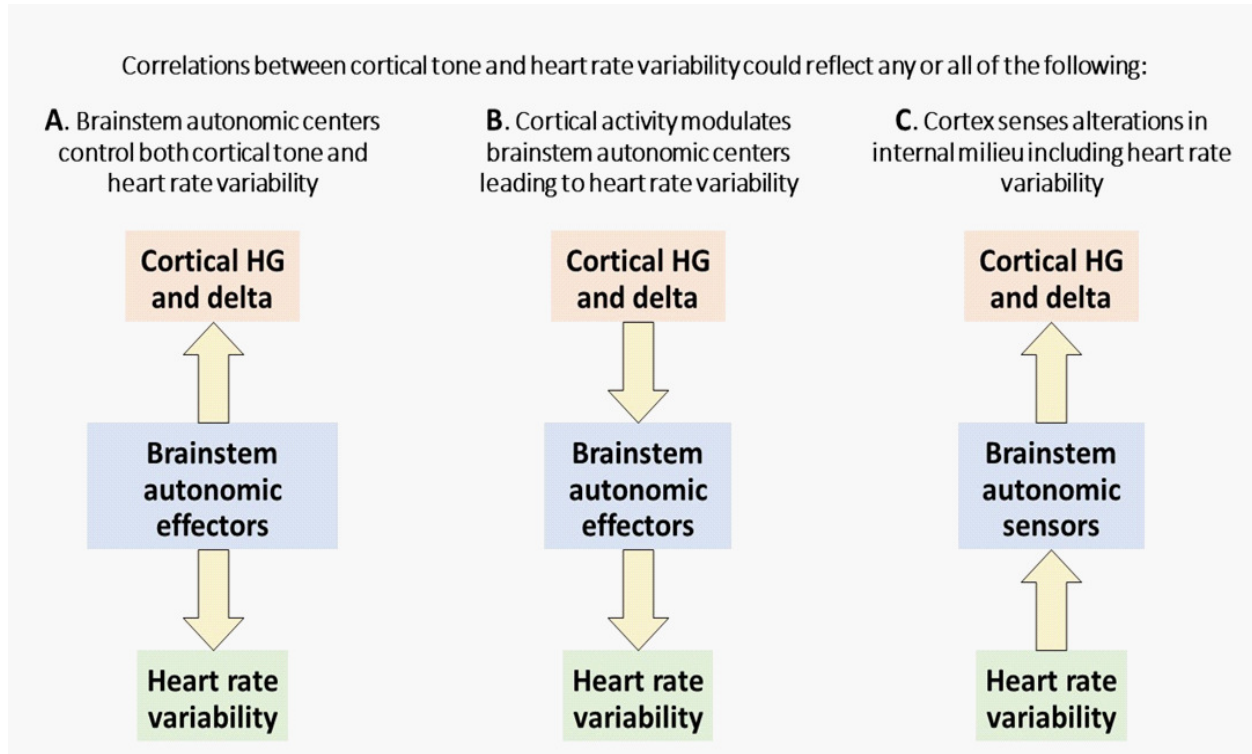 Correlations between cortical tone and heart rate variability could reflect any or all of the following:
A. Brainstem autonomic centers
control both cortical tone and
heart rate variability
B. Cortical activity modulates
brainstem autonomic centers
leading to heart rate variability
C. Cortex senses alterations in
internal milieu including heart rate
variability
Cortical HG
and delta
Brainstem
autonomic
effectors
Heart rate
variability
Cortical HG
and delta
Brainstem
autonomic
effectors
Heart rate
variability
Cortical HG
and delta
Brainstem
autonomic
sensors
Heart rate
variability